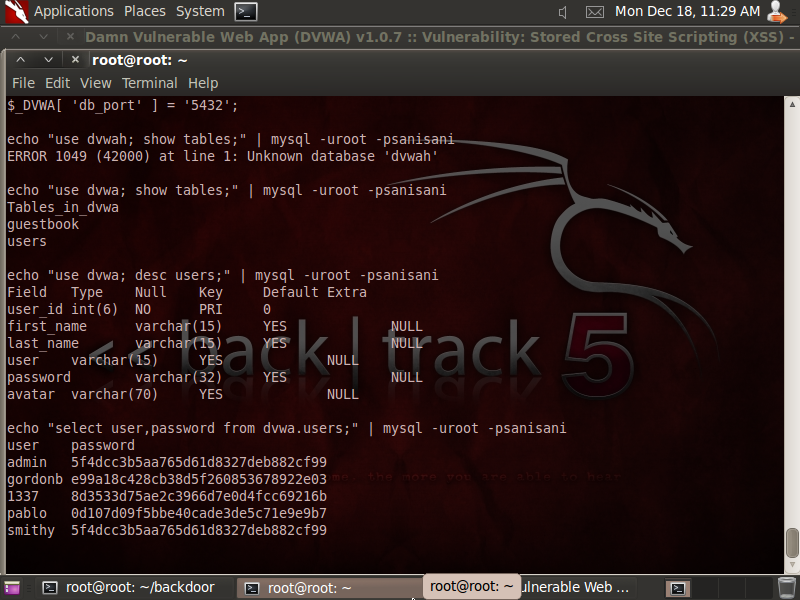 Applications Places System Mon Dec 18, 11:29 AM
Damn Vulnerable Web App (DVWA) v1.0.7 :: Vulnerability: Stored Cross Site Scripting (XSS) -
root@root: ~
File Edit View Terminal Help
$_DVWA[ 'db_port' ] = '5432';
echo "use dvwah; show tables;" | mysql -uroot -psanisani
ERROR 1049 (42000) at line 1: Unknown database 'dvwah'
echo "use dvwa; show tables;" | mysql -uroot -psanisani
Tables_in_dvwa
guestbook
users
echo "use dvwa; desc users;" | mysql -uroot -psanisani
Field Type Null Key Default Extra
user_id int(6) NO PRI 0
first_name varchar(15) YES NULL
last_name varchar(15) YES NULL
user varchar(15) YES NULL
password varchar(32) YES NULL
avatar varchar(70) YES NULL
<< back | track 5
echo "select user,password from dvwa.users;" | mysql -uroot -psanisani
user password
admin 5f4dcc3b5aa765d61d8327deb882cf99
gordonb e99a18c428cb38d5f260853678922e03
1337 8d3533d75ae2c3966d7e0d4fcc69216b
pablo 0d107d09f5bbe40cade3de5c71e9e9b7
smithy 5f4dcc3b5aa765d61d8327deb882cf99
the more you are able to hear
root@root: ~/backdoor root@root: ~ root@root: ~ ulnerable Web ...